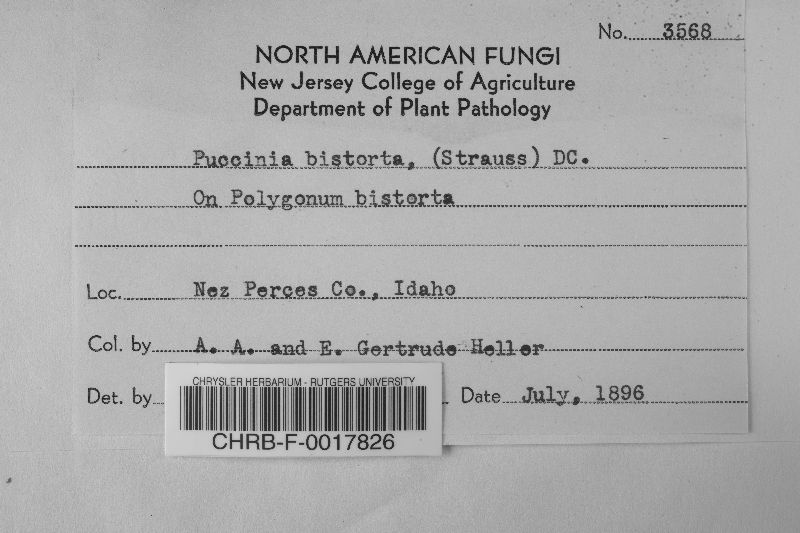 No. 3568
NORTH AMERICAN FUNGI
New Jersey College of Agriculture
Department of Plant Pathology
Puccinia bistorta, (Strauss) DC.
On Polygonum bistorta
Loc. Nez Perces Co., Idaho
Col. by A. A. and E. Gertrude Heller
Det. by Date July, 1896
CHRYSLER HERBARIUM - RUTGERS UNIVERSITY
CHRB-F-0017826